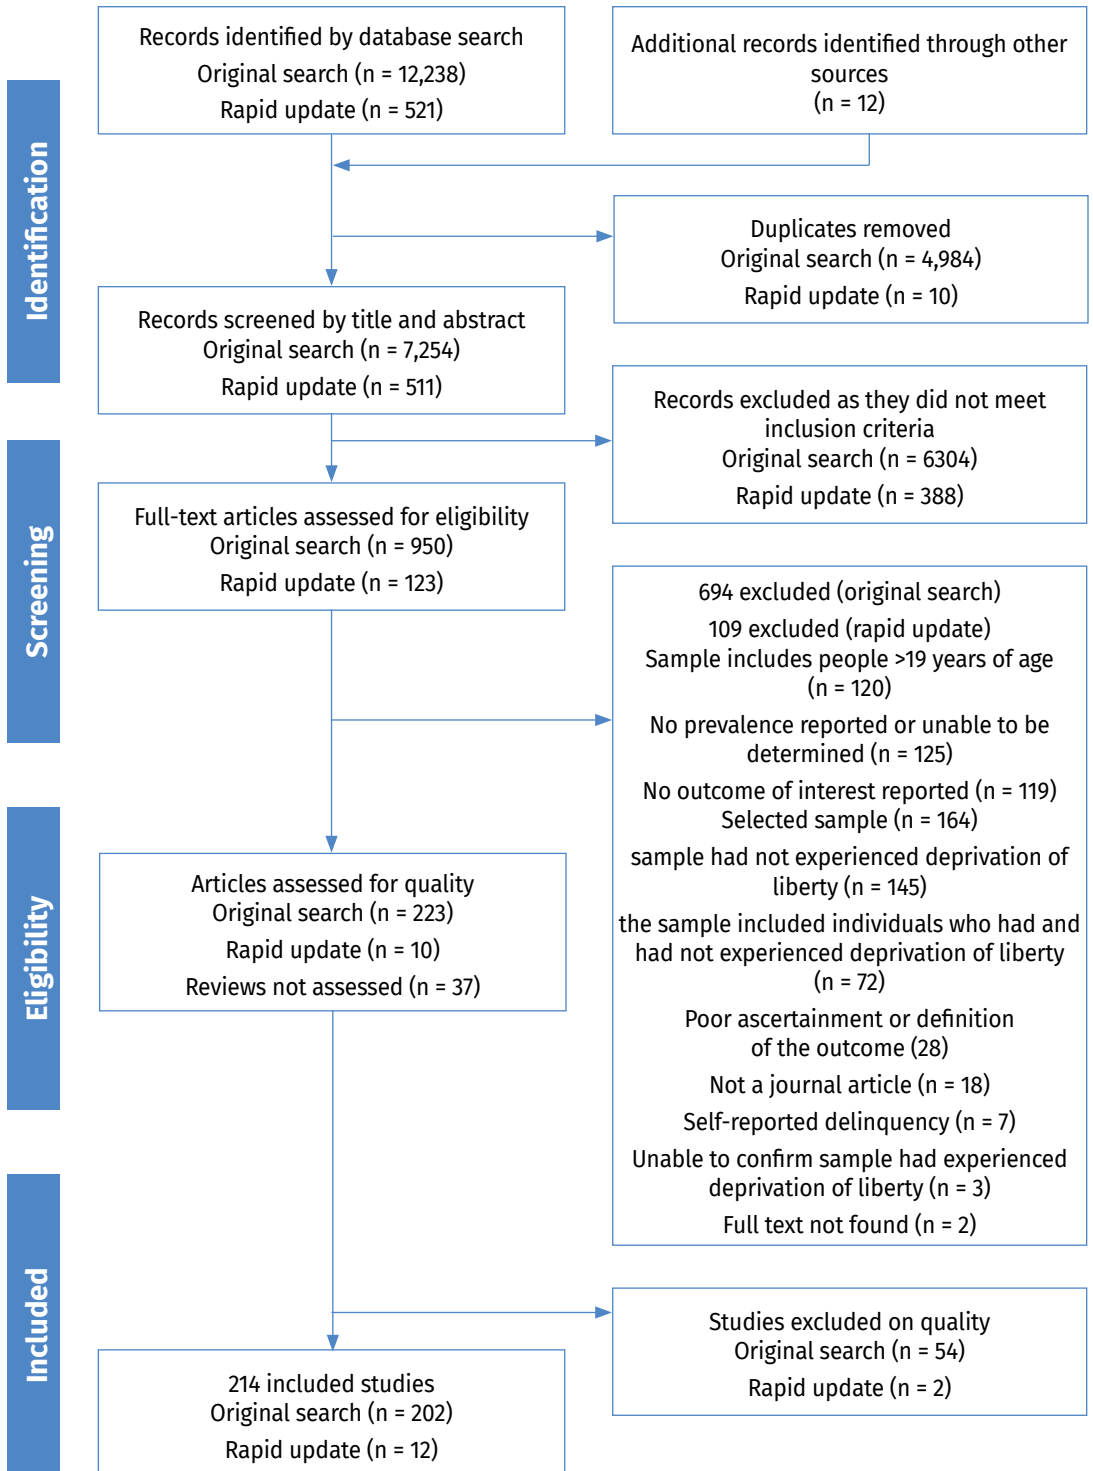 Records identified by database search
Original search (n = 12,238)
Rapid update (n = 521)
Additional records identified through other
sources
(n = 12)
Identification
Duplicates removed
Original search (n = 4,984)
Rapid update (n = 10)
Records screened by title and abstract
Original search (n = 7,254)
Rapid update (n = 511)
Records excluded as they did not meet
inclusion criteria
Original search (n = 6304)
Rapid update (n = 388)
Screening
Full-text articles assessed for eligibility
Original search (n = 950)
Rapid update (n = 123)
694 excluded (original search)
109 excluded (rapid update)
Sample includes people >19 years of age
(n = 120)
No prevalence reported or unable to be
determined (n = 125)
No outcome of interest reported (n = 119)
Selected sample (n = 164)
sample had not experienced deprivation of
liberty (n = 145)
the sample included individuals who had and
had not experienced deprivation of liberty
(n = 72)
Poor ascertainment or definition
of the outcome (28)
Not a journal article (n = 18)
Self-reported delinquency (n = 7)
Unable to confirm sample had experienced
deprivation of liberty (n = 3)
Full text not found (n = 2)
Eligibility
Articles assessed for quality
Original search (n = 223)
Rapid update (n = 10)
Reviews not assessed (n = 37)
Included
Studies excluded on quality
Original search (n = 54)
Rapid update (n = 2)
214 included studies
Original search (n = 202)
Rapid update (n = 12)